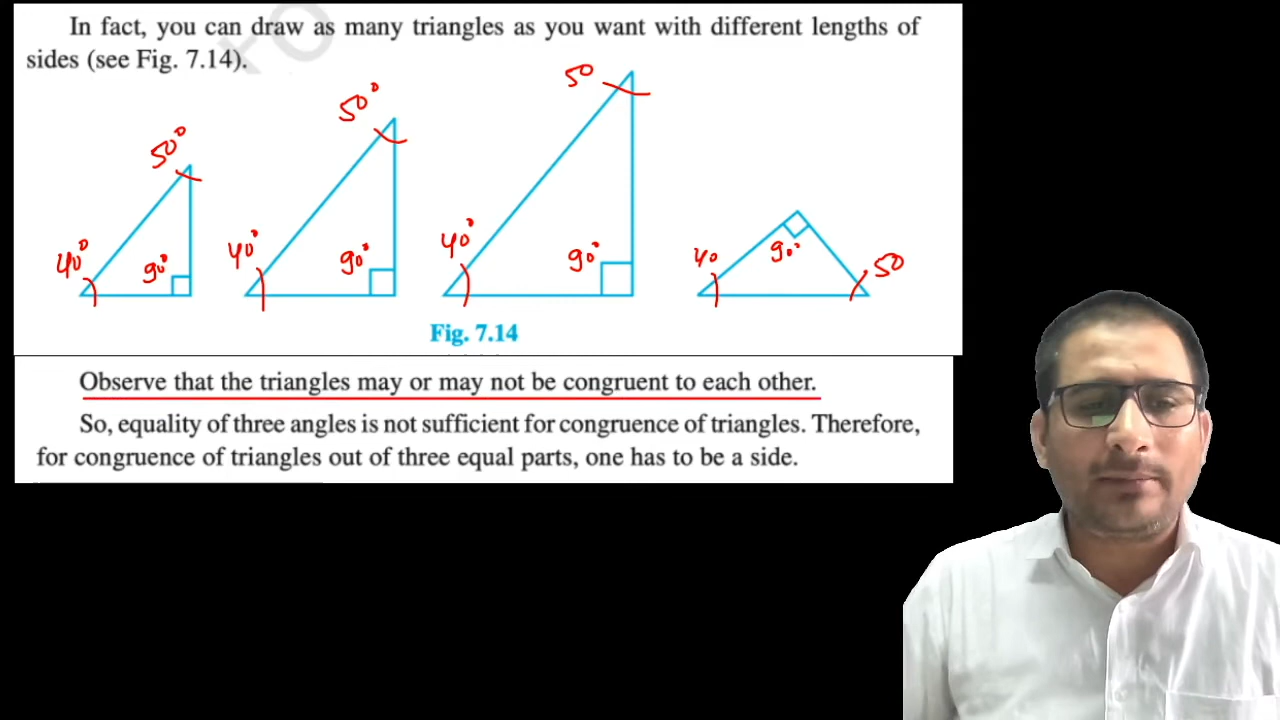 In fact, you can draw as many triangles as you want with different lengths of
sides (see Fig. 7.14).
50° 40° 90°
50° 40° 90°
50 40° 90°
40 90° 50
Fig. 7.14
Observe that the triangles may or may not be congruent to each other.
So, equality of three angles is not sufficient for congruence of triangles. Therefore,
for congruence of triangles out of three equal parts, one has to be a side.